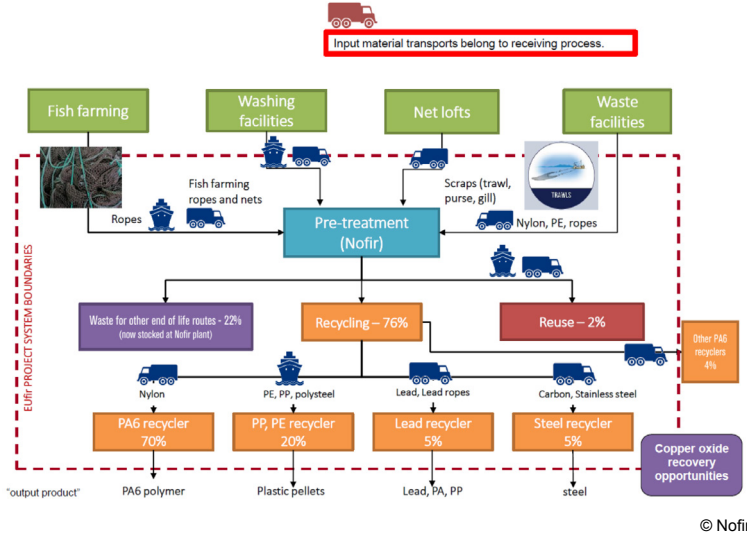 Input material transports belong to receiving process.
Fish farming
Washing
facilities
Net lofts
Waste
facilities
Fish farming
ropes and nets
Ropes
Scraps (trawl,
purse, gill)
TRAWLS
Nylon, PE, ropes
Pre-treatment
(Nofir)
EUfir PROJECT SYSTEM BOUNDARIES
Waste for other end of life routes - 22%
(now stocked at Nofir plant)
Recycling – 76%
Reuse – 2%
Other PA6
recyclers
4%
Nylon
PE, PP, polysteel
Lead, Lead ropes
Carbon, Stainless steel
PA6 recycler
70%
PP, PE recycler
20%
Lead recycler
5%
Steel recycler
5%
Copper oxide
recovery
opportunities
"output product"
PA6 polymer
Plastic pellets
Lead, PA, PP
steel
© Nofir